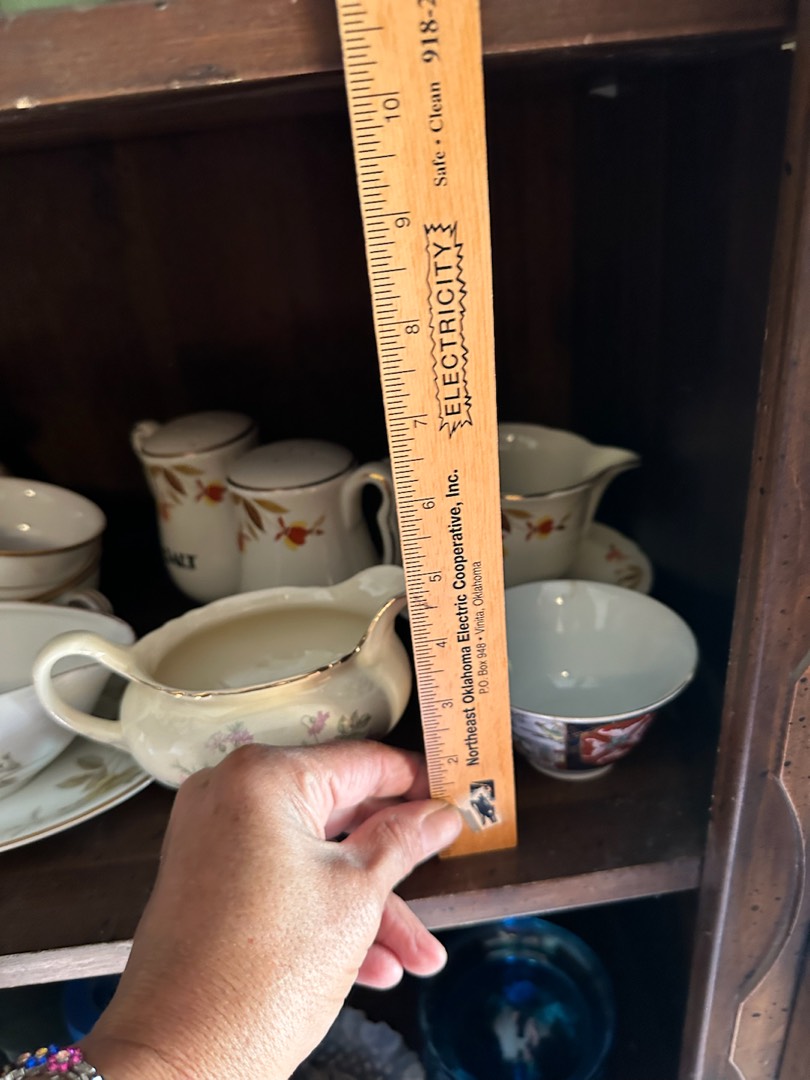 Safe • Clean 918-2
ELECTRICITY
Northeast Oklahoma Electric Cooperative, Inc.
P.O. Box 948 • Vinita, Oklahoma
10
9
8
7
6
5
4
3
2
ALT